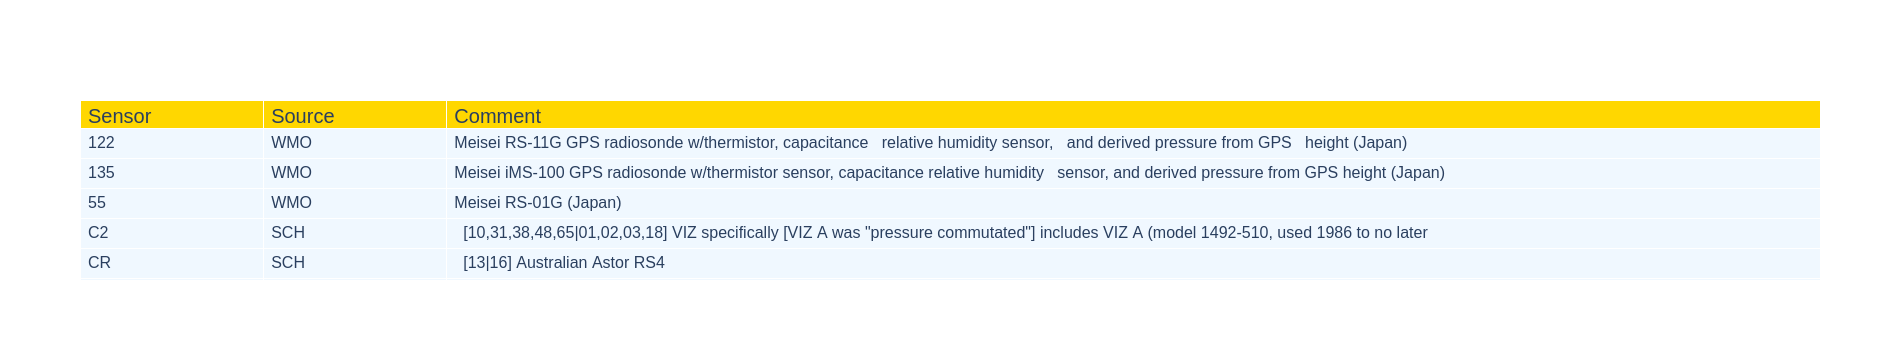 Sensor Source Comment
122 WMO Meisei RS-11G GPS radiosonde w/thermistor, capacitance   relative humidity sensor,   and derived pressure from GPS   height (Japan)
135 WMO Meisei iMS-100 GPS radiosonde w/thermistor sensor, capacitance relative humidity   sensor, and derived pressure from GPS height (Japan)
55 WMO Meisei RS-01G (Japan)
C2 SCH [10,31,38,48,65|01,02,03,18] VIZ specifically [VIZ A was "pressure commutated"] includes VIZ A (model 1492-510, used 1986 to no later
CR SCH [13|16] Australian Astor RS4